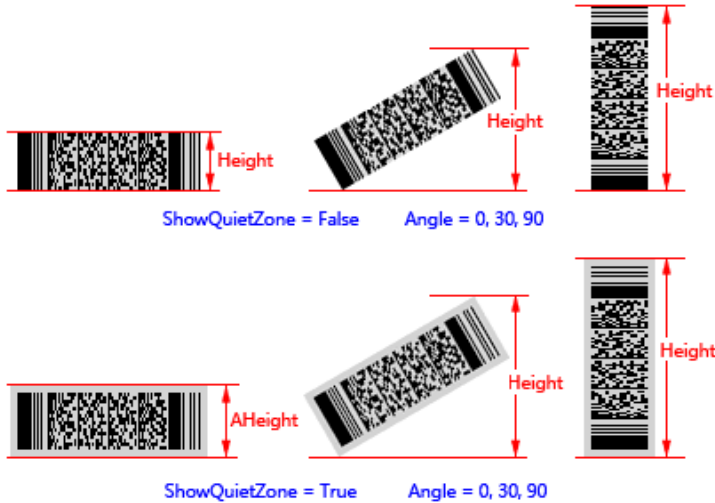 Height
Height
Height
ShowQuietZone = False Angle = 0, 30, 90
AHeight
Height
Height
ShowQuietZone = True Angle = 0, 30, 90